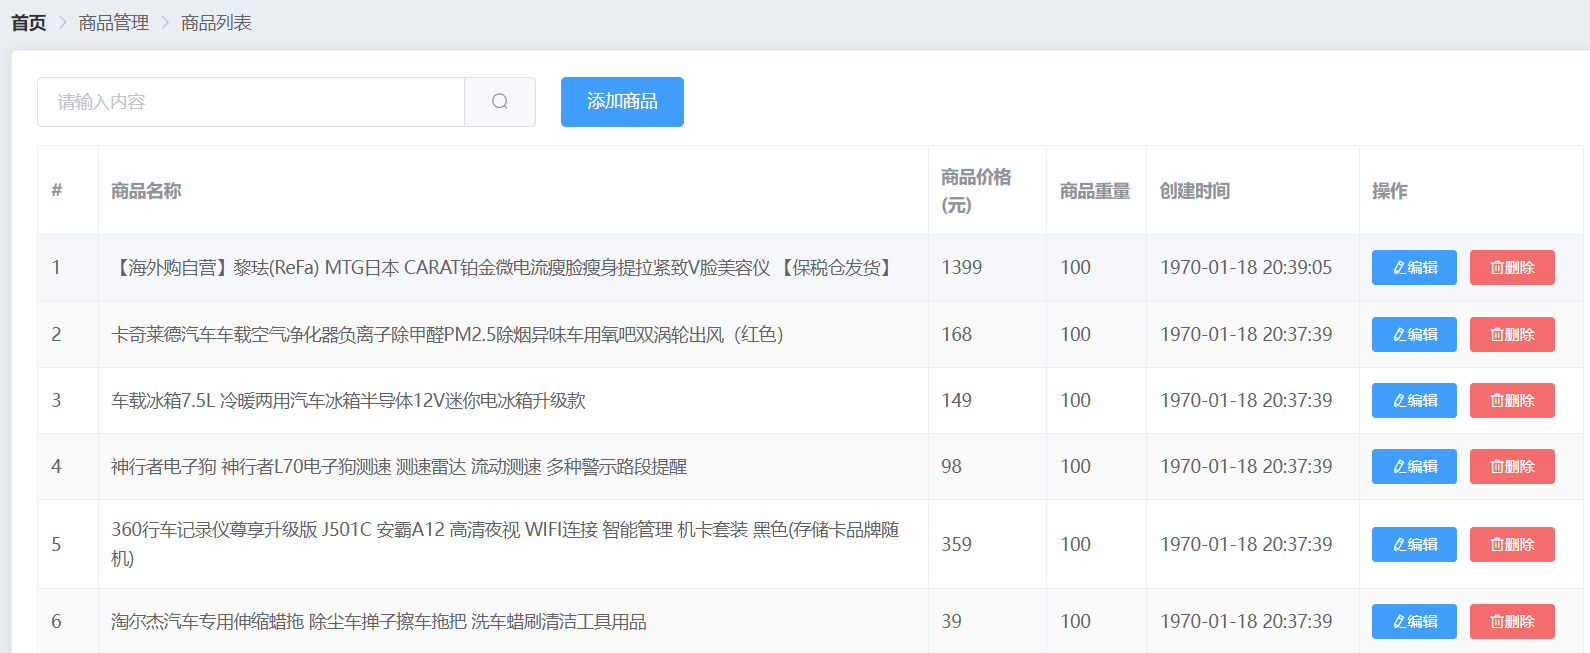 首页 > 商品管理 > 商品列表
请输入内容 添加商品
# 商品名称 商品价格(元) 商品重量 创建时间 操作
1 【海外购自营】黎珐(ReFa) MTG日本 CARAT铂金微电流瘦脸瘦身提拉紧致V脸美容仪 【保税仓发货】 1399 100 1970-01-18 20:39:05 编辑 删除
2 卡奇莱德汽车车载空气净化器负离子除甲醛PM2.5除烟异味车用氧吧双涡轮出风（红色） 168 100 1970-01-18 20:37:39 编辑 删除
3 车载冰箱7.5L 冷暖两用汽车冰箱半导体12V迷你电冰箱升级款 149 100 1970-01-18 20:37:39 编辑 删除
4 神行者电子狗 神行者L70电子狗测速 测速雷达 流动测速 多种警示路段提醒 98 100 1970-01-18 20:37:39 编辑 删除
5 360行车记录仪尊享升级版 J501C 安霸A12 高清夜视 WIFI连接 智能管理 机卡套装 黑色(存储卡品牌随机) 359 100 1970-01-18 20:37:39 编辑 删除
6 淘尔杰汽车专用伸缩蜡拖 除尘车掸子擦车拖把 洗车蜡刷清洁工具用品 39 100 1970-01-18 20:37:39 编辑 删除